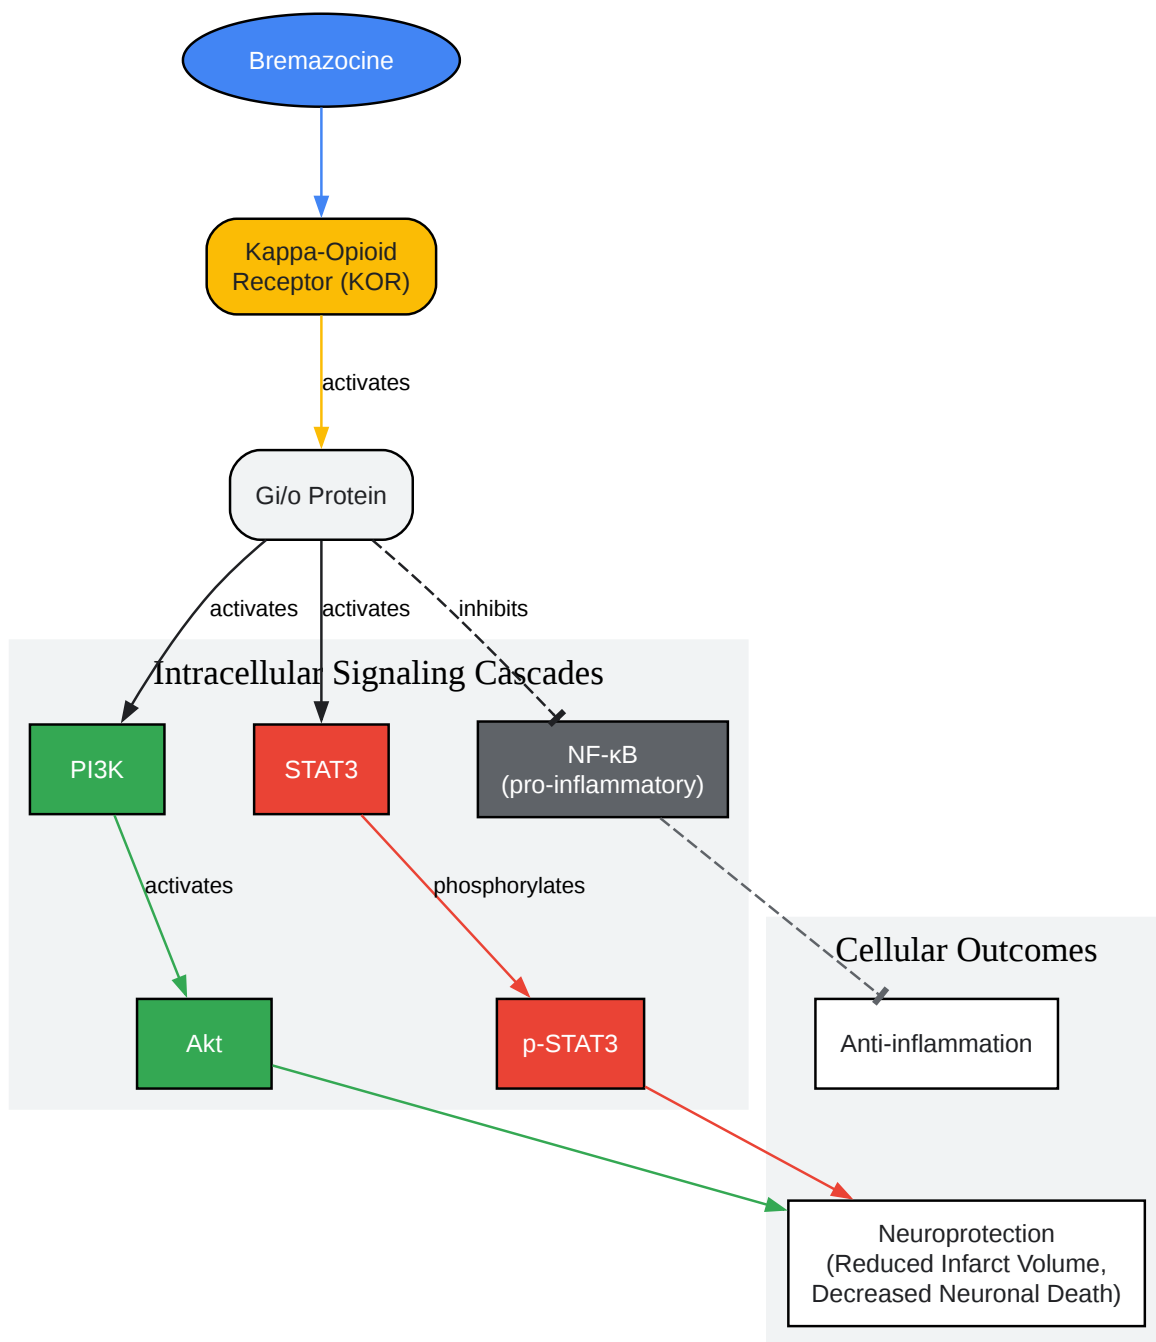 Bremazocine
Kappa-Opioid
Receptor (KOR)
activates
Gi/o Protein
activates
activates
inhibits
Intracellular Signaling Cascades
PI3K
STAT3
NF-κB
(pro-inflammatory)
activates
phosphorylates
Cellular Outcomes
Akt
p-STAT3
Anti-inflammation
Neuroprotection
(Reduced Infarct Volume,
Decreased Neuronal Death)